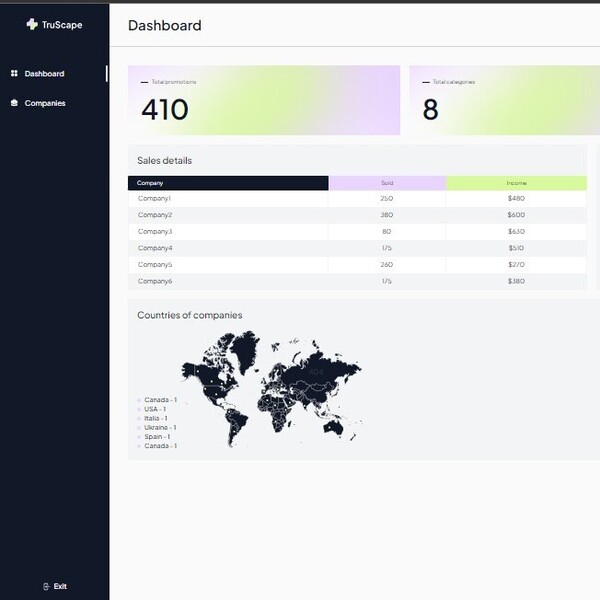 TruScape
Dashboard
Dashboard
Companies
Total promotions
410
Total categories
8
Sales details
Company Sold Income
Company1 250 $480
Company2 380 $600
Company3 80 $630
Company4 175 $510
Company5 260 $270
Company6 175 $380
Countries of companies
404
Canada - 1
USA - 1
Italia - 1
Ukraine - 1
Spain - 1
Canada - 1
Exit